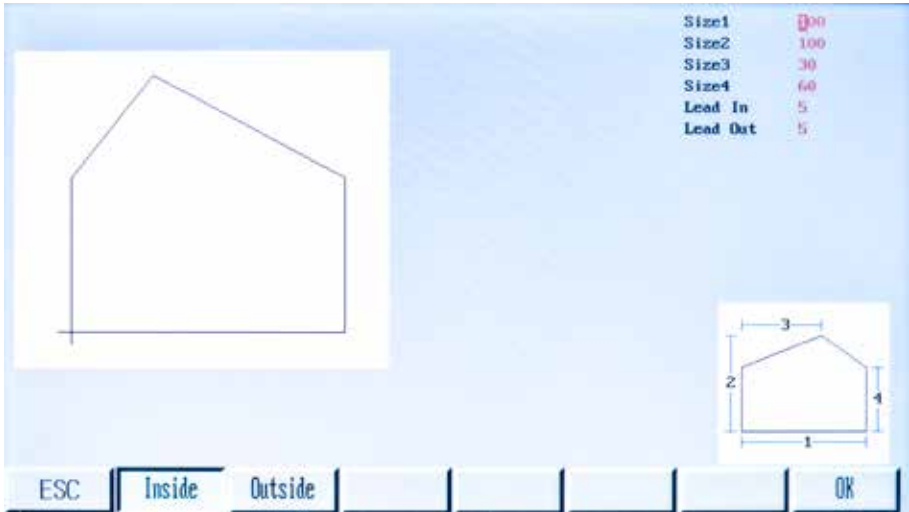 Size1 100
Size2 100
Size3 30
Size4 60
Lead In 5
Lead Out 5
3
2
4
1
ESC Inside Outside OK